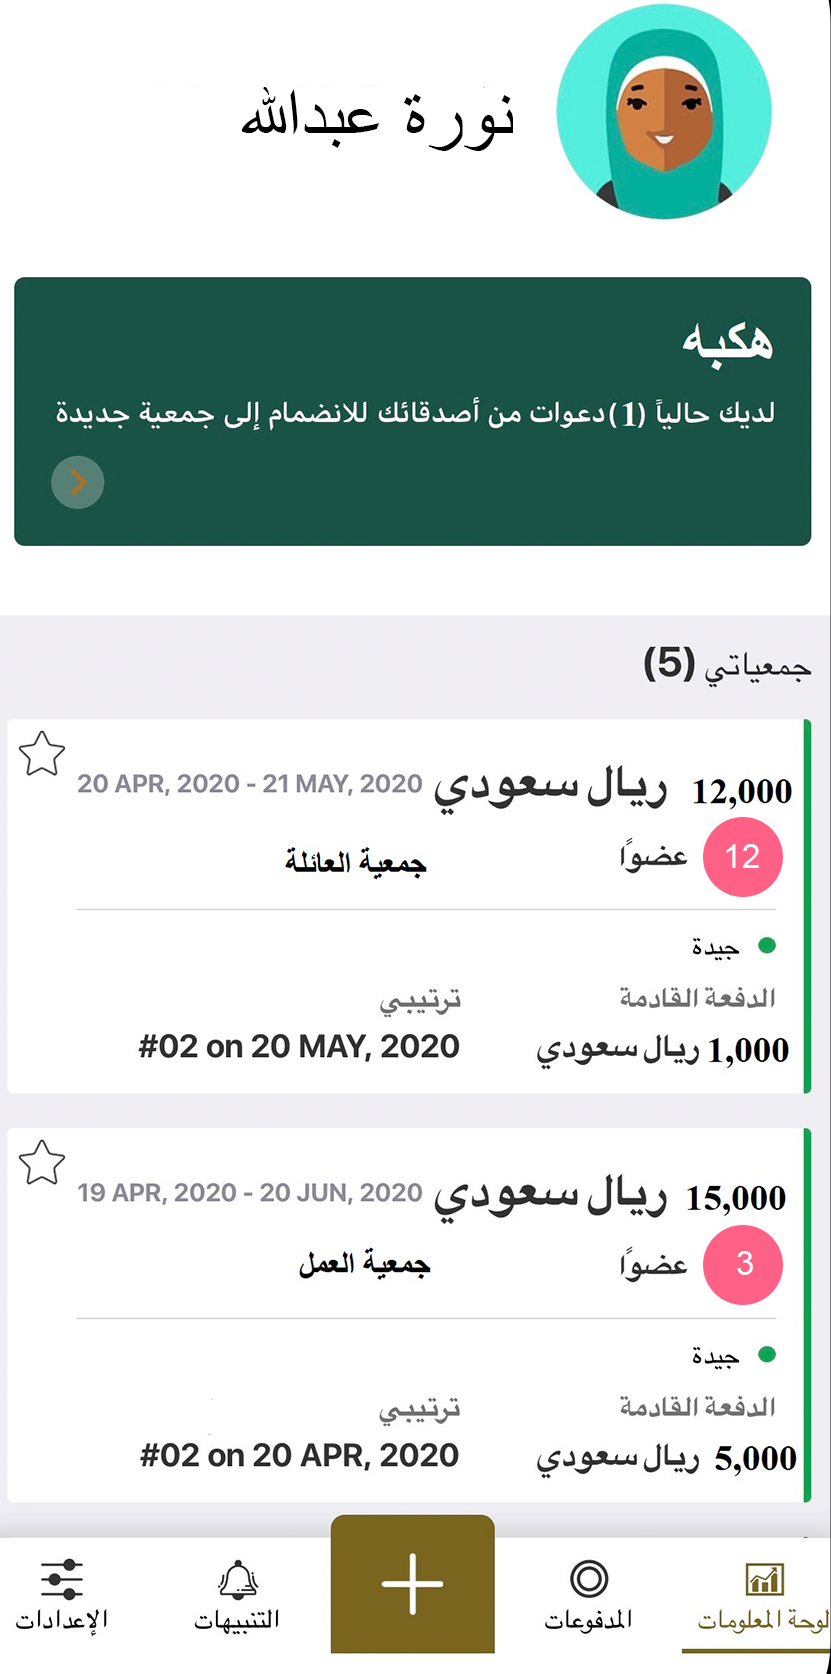 نورة عبدالله
هكبه
لديك حالياً (1)دعوات من أصدقائك للانضمام إلى جمعية جديدة
جمعياتي (5)
12,000 ريال سعودي 20 APR, 2020 - 21 MAY, 2020
12 عضوًا جمعية العائلة
جيدة
الدفعة القادمة ترتيبي
1,000 ريال سعودي #02 on 20 MAY, 2020
15,000 ريال سعودي 19 APR, 2020 - 20 JUN, 2020
3 عضوًا جمعية العمل
جيدة
الدفعة القادمة ترتيبي
5,000 ريال سعودي #02 on 20 APR, 2020
لوحة المعلومات المدفوعات التنبيهات الإعدادات